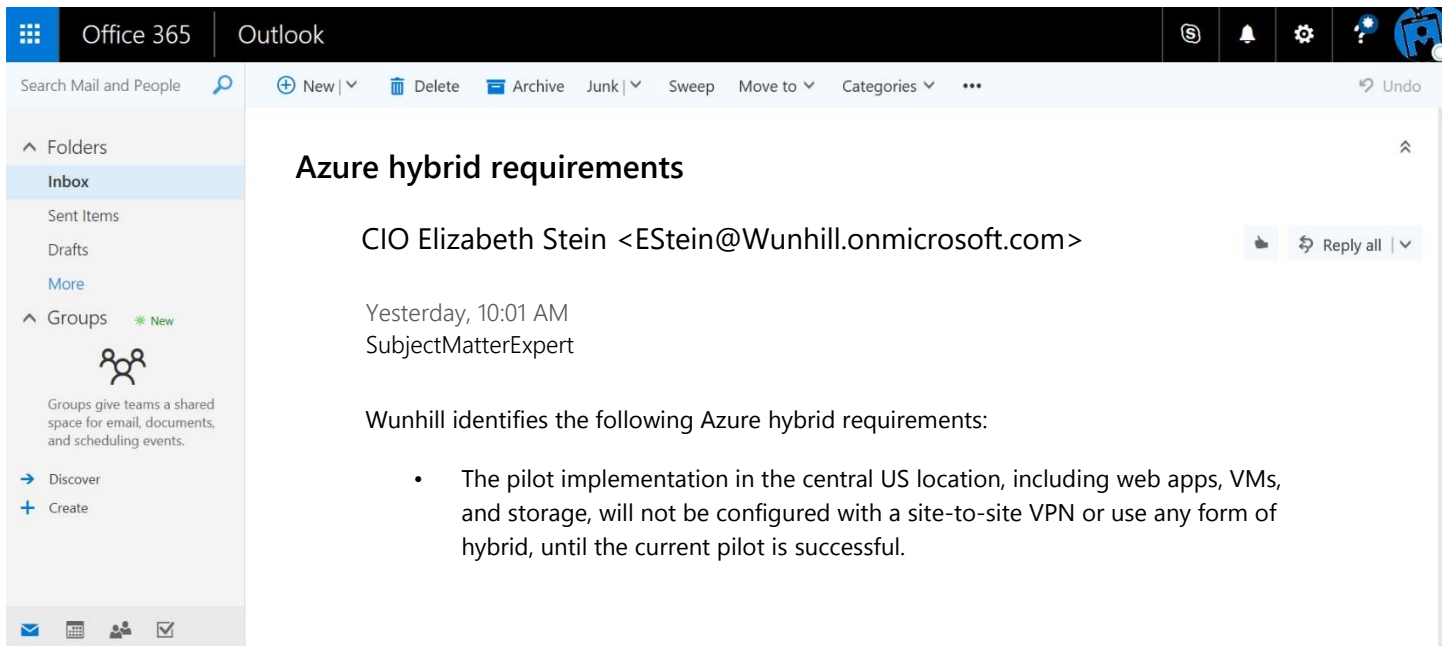 Office 365
Outlook
Search Mail and People
New
Delete
Archive
Junk
Sweep
Move to
Categories
•••
Undo
Folders
Inbox
Sent Items
Drafts
More
Groups
New
Groups give teams a shared
space for email, documents,
and scheduling events.
Discover
Create
Azure hybrid requirements
CIO Elizabeth Stein <EStein@Wunhill.onmicrosoft.com>
Reply all
Yesterday, 10:01 AM
SubjectMatterExpert
Wunhill identifies the following Azure hybrid requirements:
• The pilot implementation in the central US location, including web apps, VMs,
and storage, will not be configured with a site-to-site VPN or use any form of
hybrid, until the current pilot is successful.